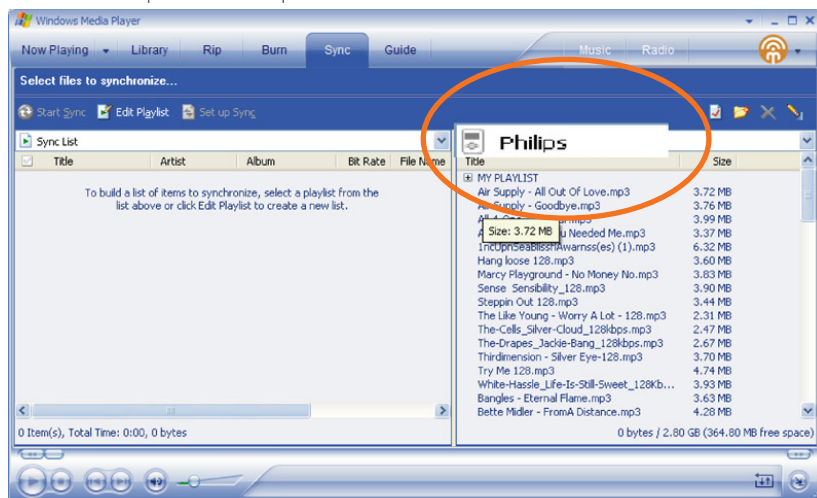 Windows Media Player
Now Playing Library Rip Burn Sync Guide Music Radio
Select files to synchronize...
Start Sync Edit Playlist Set up Sync
Sync List
Philips
Title Artist Album Bit Rate File Name
To build a list of items to synchronize, select a playlist from the
list above or click Edit Playlist to create a new list.
0 Item(s), Total Time: 0:00, 0 bytes
Title Size
MY PLAYLIST
Air Supply - All Out Of Love.mp3 3.72 MB
Air Supply - Goodbye.mp3 3.76 MB
3.99 MB
Needed Me.mp3 3.37 MB
Size: 3.72 MB
(1).mp3 6.32 MB
Hang loose 128.mp3 3.60 MB
Marcy Playground - No Money No.mp3 3.83 MB
Sense Sensibility_128.mp3 3.90 MB
Steppin Out 128.mp3 3.44 MB
The Like Young - Worry A Lot - 128.mp3 2.31 MB
The-Cells_Silver-Cloud_128kbps.mp3 2.47 MB
The-Drapes_Jackie-Bang_128kbps.mp3 2.67 MB
Thirdimension - Silver Eye-128.mp3 3.70 MB
Try Me 128.mp3 4.74 MB
White-Hassle_Life-Is-Still-Sweet_128Kb... 3.93 MB
Bangles - Eternal Flame.mp3 3.63 MB
Bette Midler - FromA Distance.mp3 4.28 MB
0 bytes / 2.80 GB (364.80 MB free space)